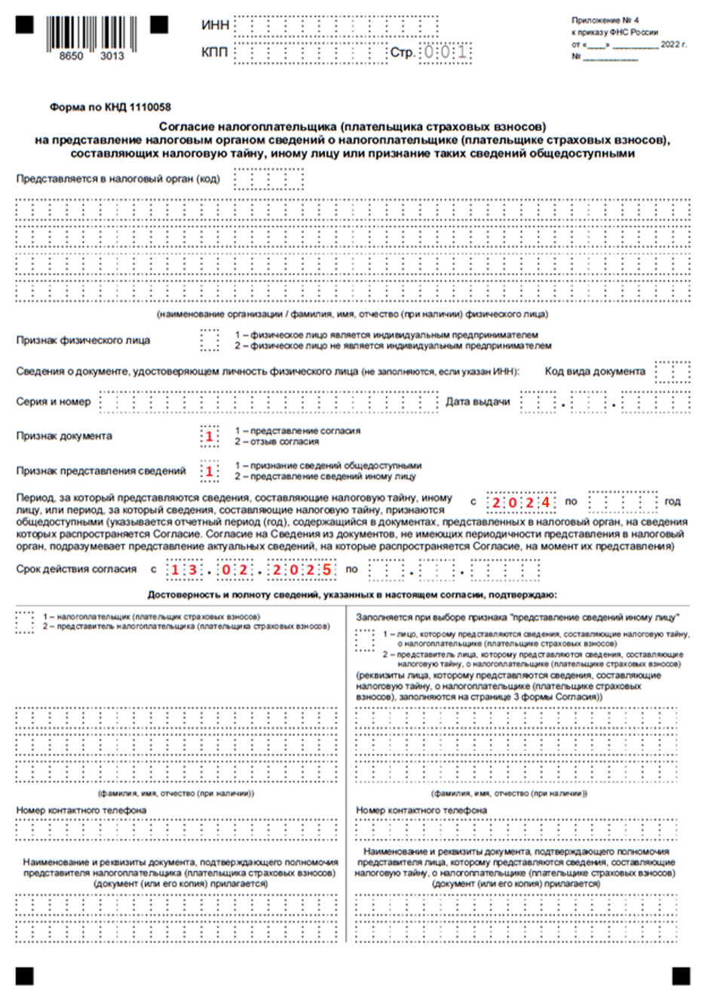 8650 3013
ИНН
КПП Стр. 001
Приложение № 4
к приказу ФНС России
от «____» ____________ 2022 г.
№ ____________
Форма по КНД 1110058
Согласие налогоплательщика (плательщика страховых взносов)
на представление налоговым органом сведений о налогоплательщике (плательщике страховых взносов),
составляющих налоговую тайну, иному лицу или признание таких сведений общедоступными
Представляется в налоговый орган (код)
(наименование организации / фамилия, имя, отчество (при наличии) физического лица)
Признак физического лица
1 – физическое лицо является индивидуальным предпринимателем
2 – физическое лицо не является индивидуальным предпринимателем
Сведения о документе, удостоверяющем личность физического лица (не заполняются, если указан ИНН): Код вида документа
Серия и номер Дата выдачи . .
Признак документа 1
1 – представление согласия
2 – отзыв согласия
Признак представления сведений 1
1 – признание сведений общедоступными
2 – представление сведений иному лицу
Период, за который представляются сведения, составляющие налоговую тайну, иному
лицу, или период, за который сведения, составляющие налоговую тайну, признаются
с 2024 по год
общедоступными (указывается отчетный период (год), содержащийся в документах, представленных в налоговый орган, на сведения
которых распространяется Согласие. Согласие на Сведения из документов, не имеющих периодичности представления в налоговый
орган, подразумевает представление актуальных сведений, на которые распространяется Согласие, на момент их представления)
Срок действия согласия с 13.02.2025 по . .
Достоверность и полноту сведений, указанных в настоящем согласии, подтверждаю:
1 – налогоплательщик (плательщик страховых взносов)
2 – представитель налогоплательщика (плательщика страховых взносов)
(фамилия, имя, отчество (при наличии))
Номер контактного телефона
Наименование и реквизиты документа, подтверждающего полномочия
представителя налогоплательщика (плательщика страховых взносов)
(документ (или его копия) прилагается)
Заполняется при выборе признака "представление сведений иному лицу"
1 – лицо, которому представляются сведения, составляющие налоговую тайну,
о налогоплательщике (плательщике страховых взносов)
2 – представитель лица, которому представляются сведения, составляющие
налоговую тайну, о налогоплательщике (плательщике страховых взносов)
(реквизиты лица, которому представляются сведения, составляющие
налоговую тайну, о налогоплательщике (плательщике страховых
взносов), заполняются на странице 3 формы Согласия))
(фамилия, имя, отчество (при наличии))
Номер контактного телефона
Наименование и реквизиты документа, подтверждающего полномочия
представителя лица, которому представляются сведения, составляющие
налоговую тайну, о налогоплательщике (плательщике страховых взносов)
(документ (или его копия) прилагается)